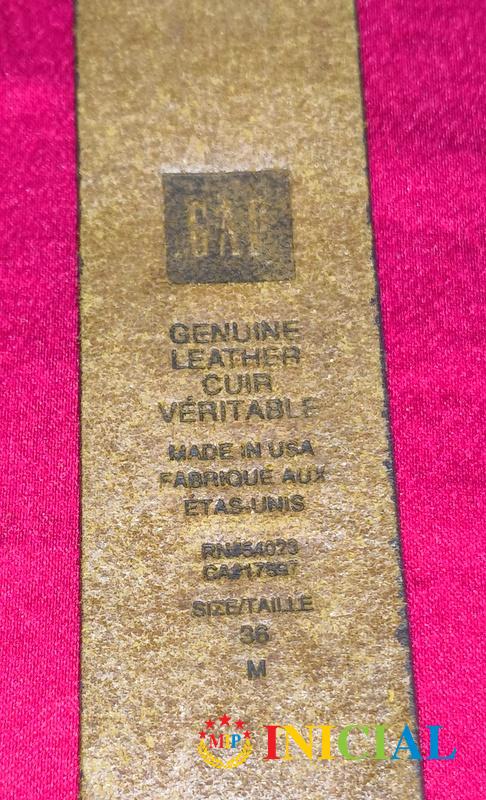 GAP
GENUINE
LEATHER
CUIR
VÉRITABLE
MADE IN USA
FABRIQUE AUX
ÉTAS-UNIS
RN#54023
CA#17897
SIZE/TAILLE
36
M
MP INICIAL